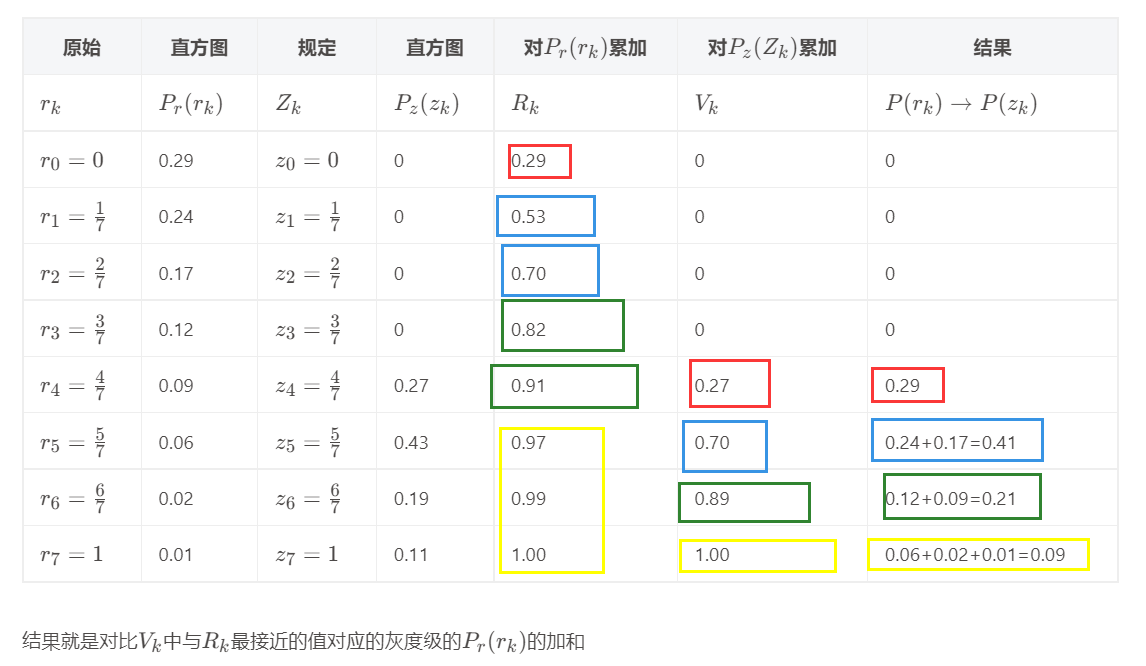 原始 直方图 规定 直方图 对$P_r(r_k)$累加 对$P_z(Z_k)$累加 结果
$r_k$ $P_r(r_k)$ $Z_k$ $P_z(z_k)$ $R_k$ $V_k$ $P(r_k) \to P(z_k)$
$r_0 = 0$ 0.29 $z_0 = 0$ 0 0.29 0 0
$r_1 = \frac{1}{7}$ 0.24 $z_1 = \frac{1}{7}$ 0 0.53 0 0
$r_2 = \frac{2}{7}$ 0.17 $z_2 = \frac{2}{7}$ 0 0.70 0 0
$r_3 = \frac{3}{7}$ 0.12 $z_3 = \frac{3}{7}$ 0 0.82 0 0
$r_4 = \frac{4}{7}$ 0.09 $z_4 = \frac{4}{7}$ 0.27 0.91 0.27 0.29
$r_5 = \frac{5}{7}$ 0.06 $z_5 = \frac{5}{7}$ 0.43 0.97 0.70 0.24+0.17=0.41
$r_6 = \frac{6}{7}$ 0.02 $z_6 = \frac{6}{7}$ 0.19 0.99 0.89 0.12+0.09=0.21
$r_7 = 1$ 0.01 $z_7 = 1$ 0.11 1.00 1.00 0.06+0.02+0.01=0.09
结果就是对比$V_k$中与$R_k$最接近的值对应的灰度级的$P_r(r_k)$的加和